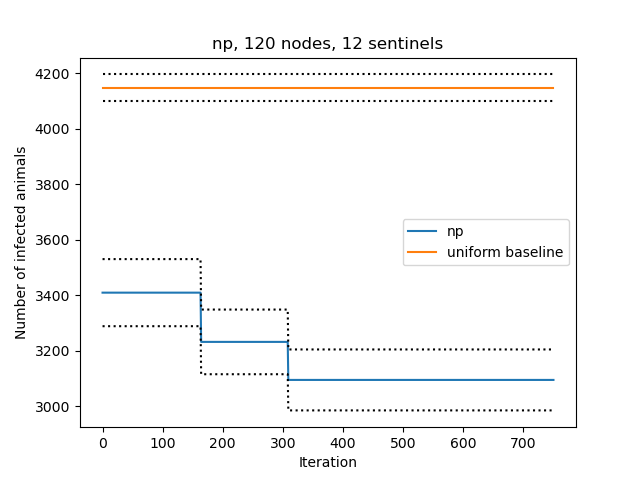 np, 120 nodes, 12 sentinels
Number of infected animals
4200
4000
3800
3600
3400
3200
3000
np
uniform baseline
0 100 200 300 400 500 600 700
Iteration